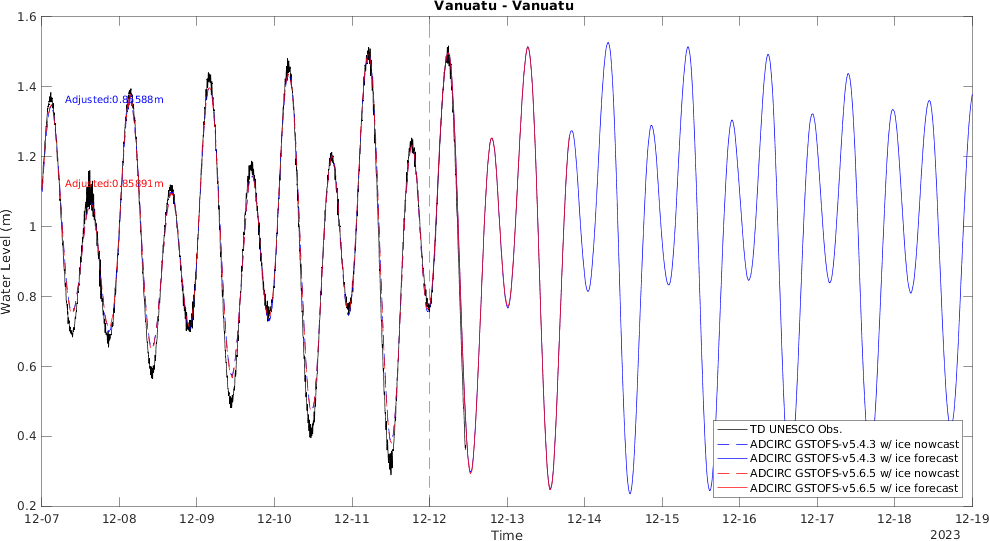 Vanuatu - Vanuatu
1.6
1.4
1.2
1
0.8
0.6
0.4
0.2
Water Level (m)
Adjusted:0.85891m
TD UNESCO Obs.
ADCIRC GSTOFS-v5.4.3 w/ ice nowcast
ADCIRC GSTOFS-v5.4.3 w/ ice forecast
ADCIRC GSTOFS-v5.6.5 w/ ice nowcast
ADCIRC GSTOFS-v5.6.5 w/ ice forecast
12-07 12-08 12-09 12-10 12-11 12-12 12-13 12-14 12-15 12-16 12-17 12-18 12-19
Time
2023